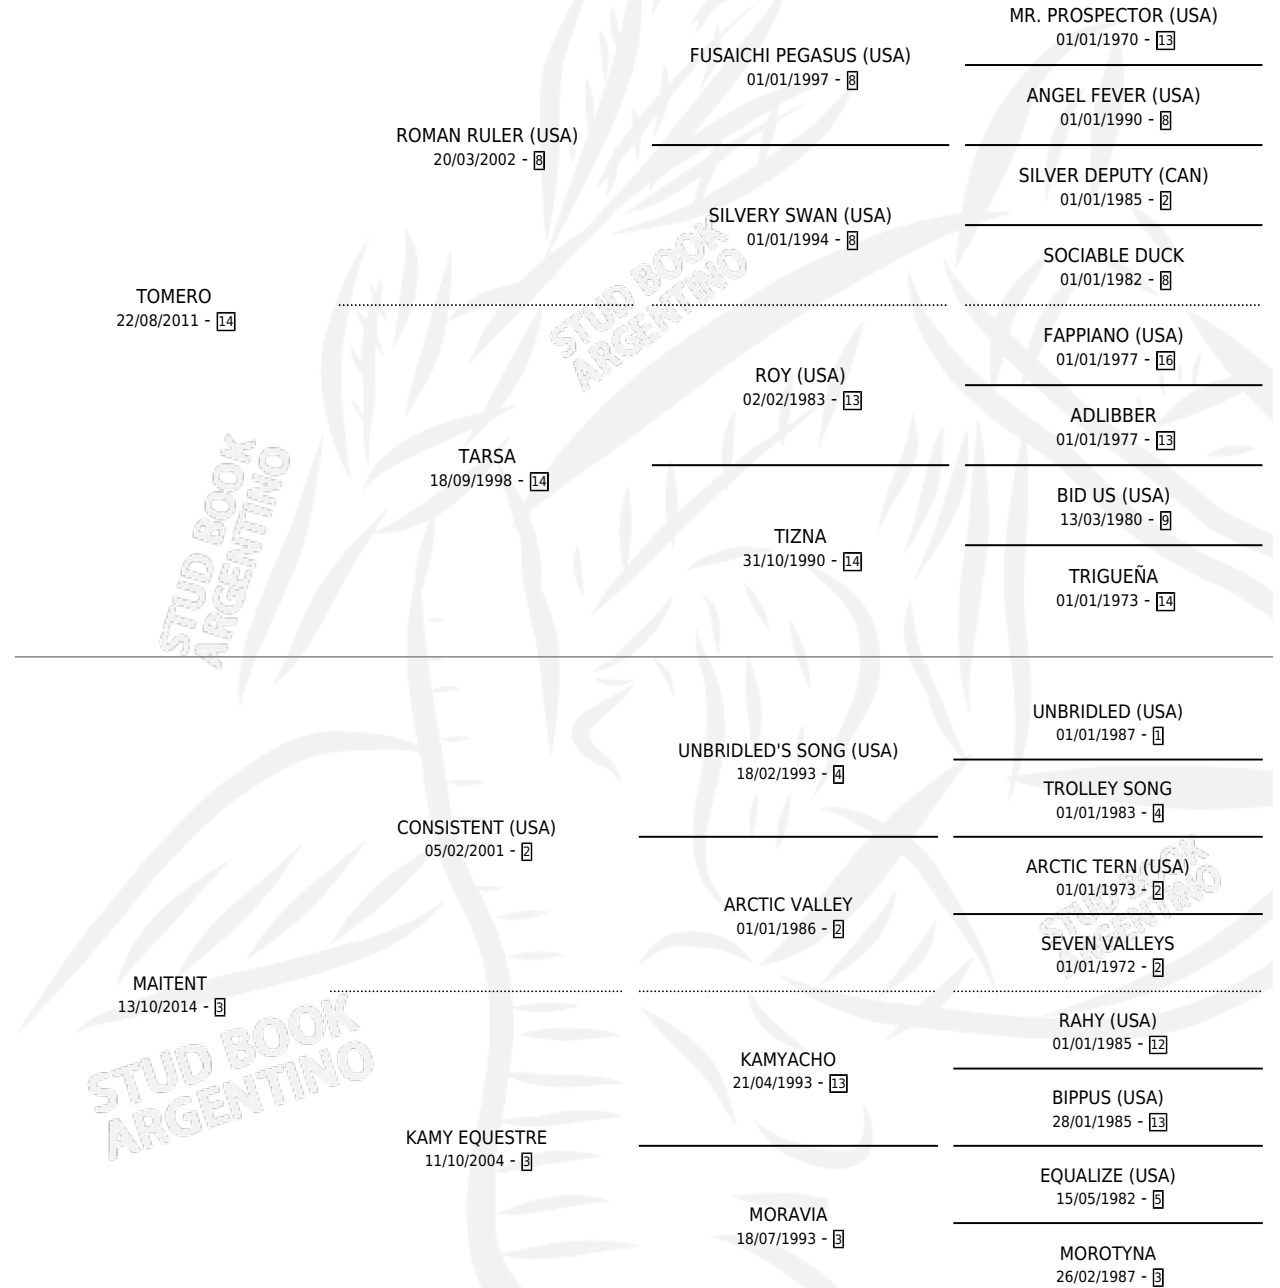 MR. PROSPECTOR (USA)
01/01/1970 - 13
FUSAICHI PEGASUS (USA)
01/01/1997 - 8
ANGEL FEVER (USA)
01/01/1990 - 8
ROMAN RULER (USA)
20/03/2002 - 8
SILVER DEPUTY (CAN)
01/01/1985 - 2
SILVERY SWAN (USA)
01/01/1994 - 8
SOCIABLE DUCK
01/01/1982 - 8
TOMERO
22/08/2011 - 14
FAPPIANO (USA)
01/01/1977 - 16
ROY (USA)
02/02/1983 - 13
ADLIBBER
01/01/1977 - 13
TARSA
18/09/1998 - 14
BID US (USA)
13/03/1980 - 9
TIZNA
31/10/1990 - 14
TRIGUEÑA
01/01/1973 - 14
UNBRIDLED (USA)
01/01/1987 - 1
UNBRIDLED'S SONG (USA)
18/02/1993 - 4
TROLLEY SONG
01/01/1983 - 4
CONSISTENT (USA)
05/02/2001 - 2
ARCTIC TERN (USA)
01/01/1973 - 2
ARCTIC VALLEY
01/01/1986 - 2
SEVEN VALLEYS
01/01/1972 - 2
MAITENT
13/10/2014 - 3
RAHY (USA)
01/01/1985 - 12
KAMYACHO
21/04/1993 - 13
BIPPUS (USA)
28/01/1985 - 13
KAMY EQUESTRE
11/10/2004 - 3
EQUALIZE (USA)
15/05/1982 - 5
MORAVIA
18/07/1993 - 3
MOROTYNA
26/02/1987 - 3
STUD BOOK
ARGENTINO
STUD BOOK
ARGENTINO
STUD BOOK
ARGENTINO
STUD BOOK
ARGENTINO